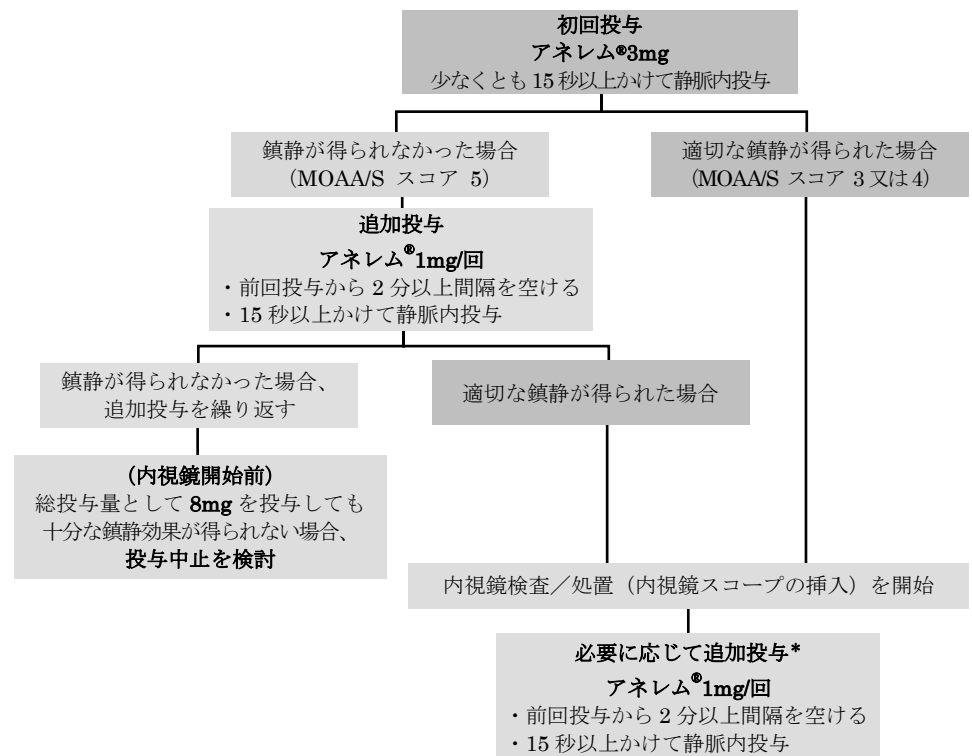 初回投与
アネレム®3mg
少なくとも 15 秒以上かけて静脈内投与
鎮静が得られなかった場合
（MOAA/S スコア 5）
適切な鎮静が得られた場合
（MOAA/S スコア 3 又は 4）
追加投与
アネレム®1mg/回
・前回投与から 2 分以上間隔を空ける
・15 秒以上かけて静脈内投与
鎮静が得られなかった場合、
追加投与を繰り返す
適切な鎮静が得られた場合
(内視鏡開始前)
総投与量として 8mg を投与しても
十分な鎮静効果が得られない場合、
投与中止を検討
内視鏡検査／処置（内視鏡スコープの挿入）を開始
必要に応じて追加投与*
アネレム®1mg/回
・前回投与から 2 分以上間隔を空ける
・15 秒以上かけて静脈内投与